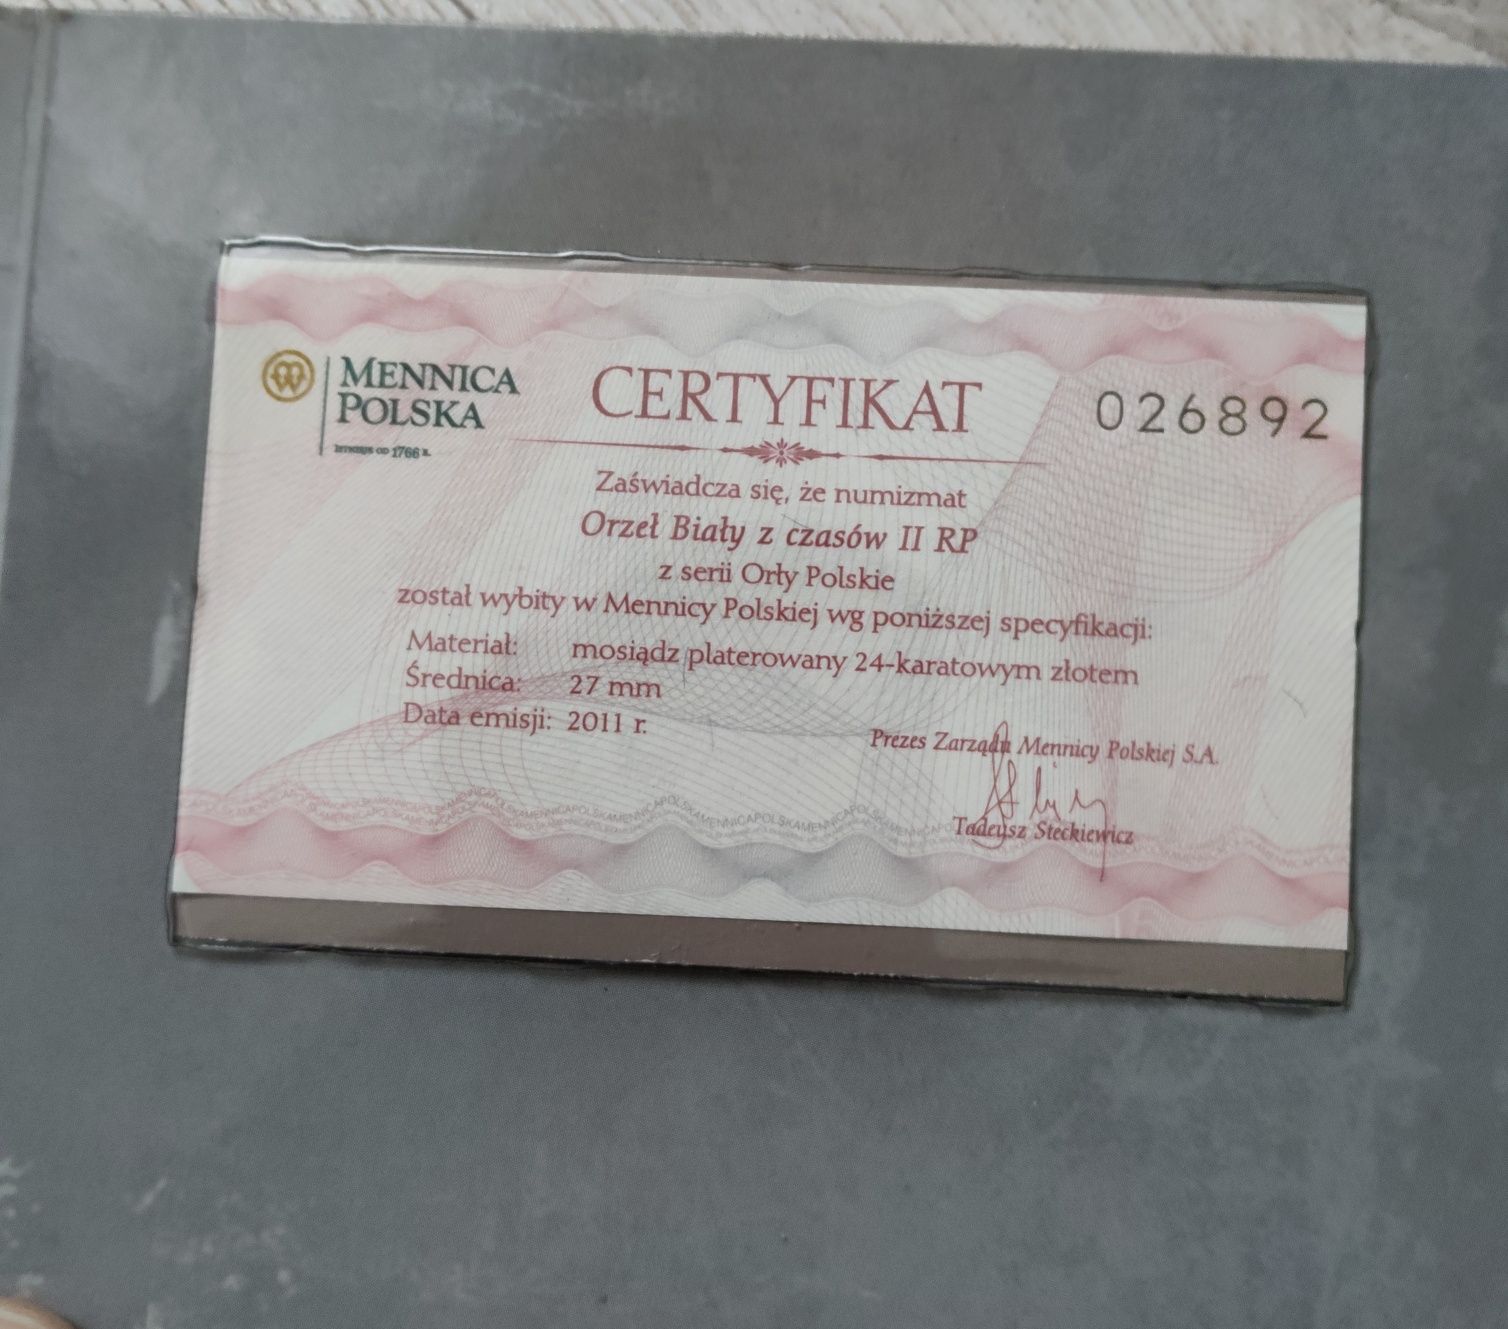 MENNICA
POLSKA
ISTNIEJE OD 1766 R.
CERTYFIKAT
026892
Zaświadcza się, że numizmat
Orzeł Biały z czasów II RP
z serii Orły Polskie
został wybity w Mennicy Polskiej wg poniższej specyfikacji:
Materiał: mosiądz platerowany 24-karatowym złotem
Średnica: 27 mm
Data emisji: 2011 r.
Prezes Zarządu Mennicy Polskiej S.A.
Tadeusz Steckiewicz